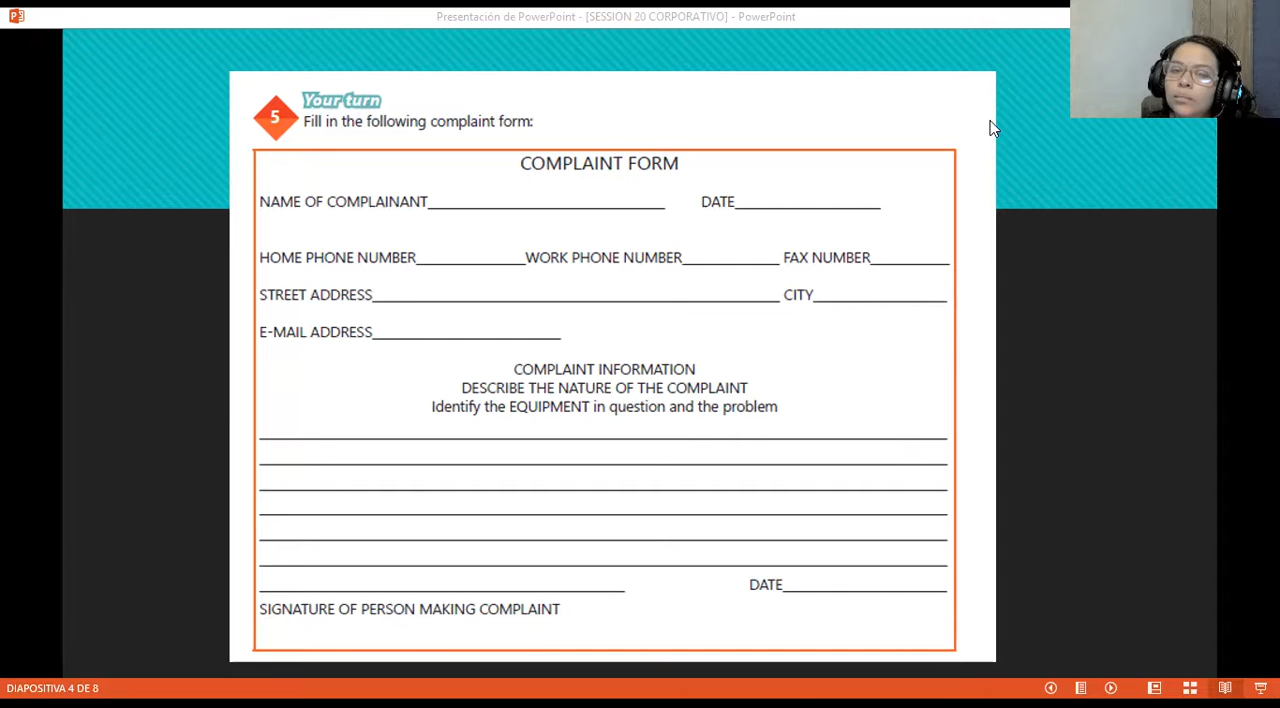 Presentación de PowerPoint - [SESSION 20 CORPORATIVO] - PowerPoint
5
Your turn
Fill in the following complaint form:
COMPLAINT FORM
NAME OF COMPLAINANT DATE
HOME PHONE NUMBER WORK PHONE NUMBER FAX NUMBER
STREET ADDRESS CITY
E-MAIL ADDRESS
COMPLAINT INFORMATION
DESCRIBE THE NATURE OF THE COMPLAINT
Identify the EQUIPMENT in question and the problem
DATE
SIGNATURE OF PERSON MAKING COMPLAINT
DIAPOSITIVA 4 DE 8